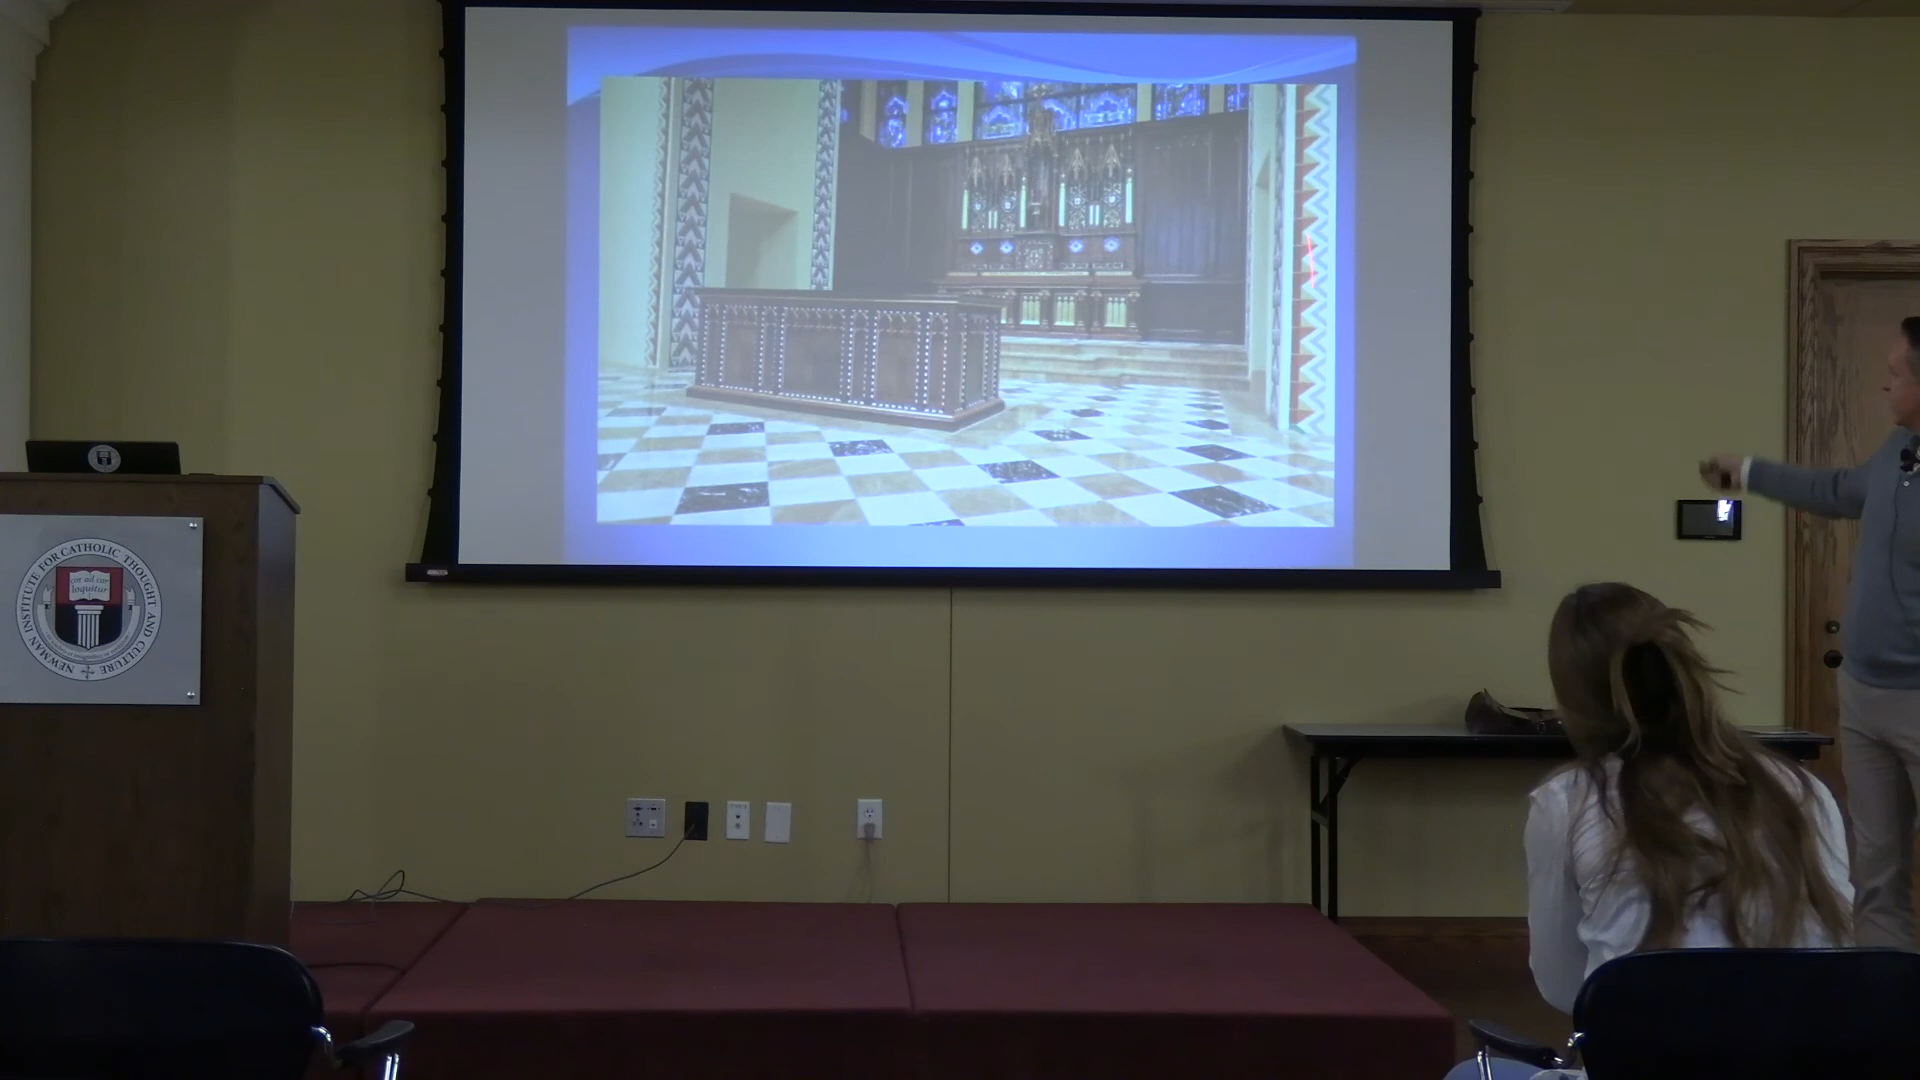 NEWMAN INSTITUTE FOR CATHOLIC THOUGHT AND CULTURE
cor ad cor
loquitur